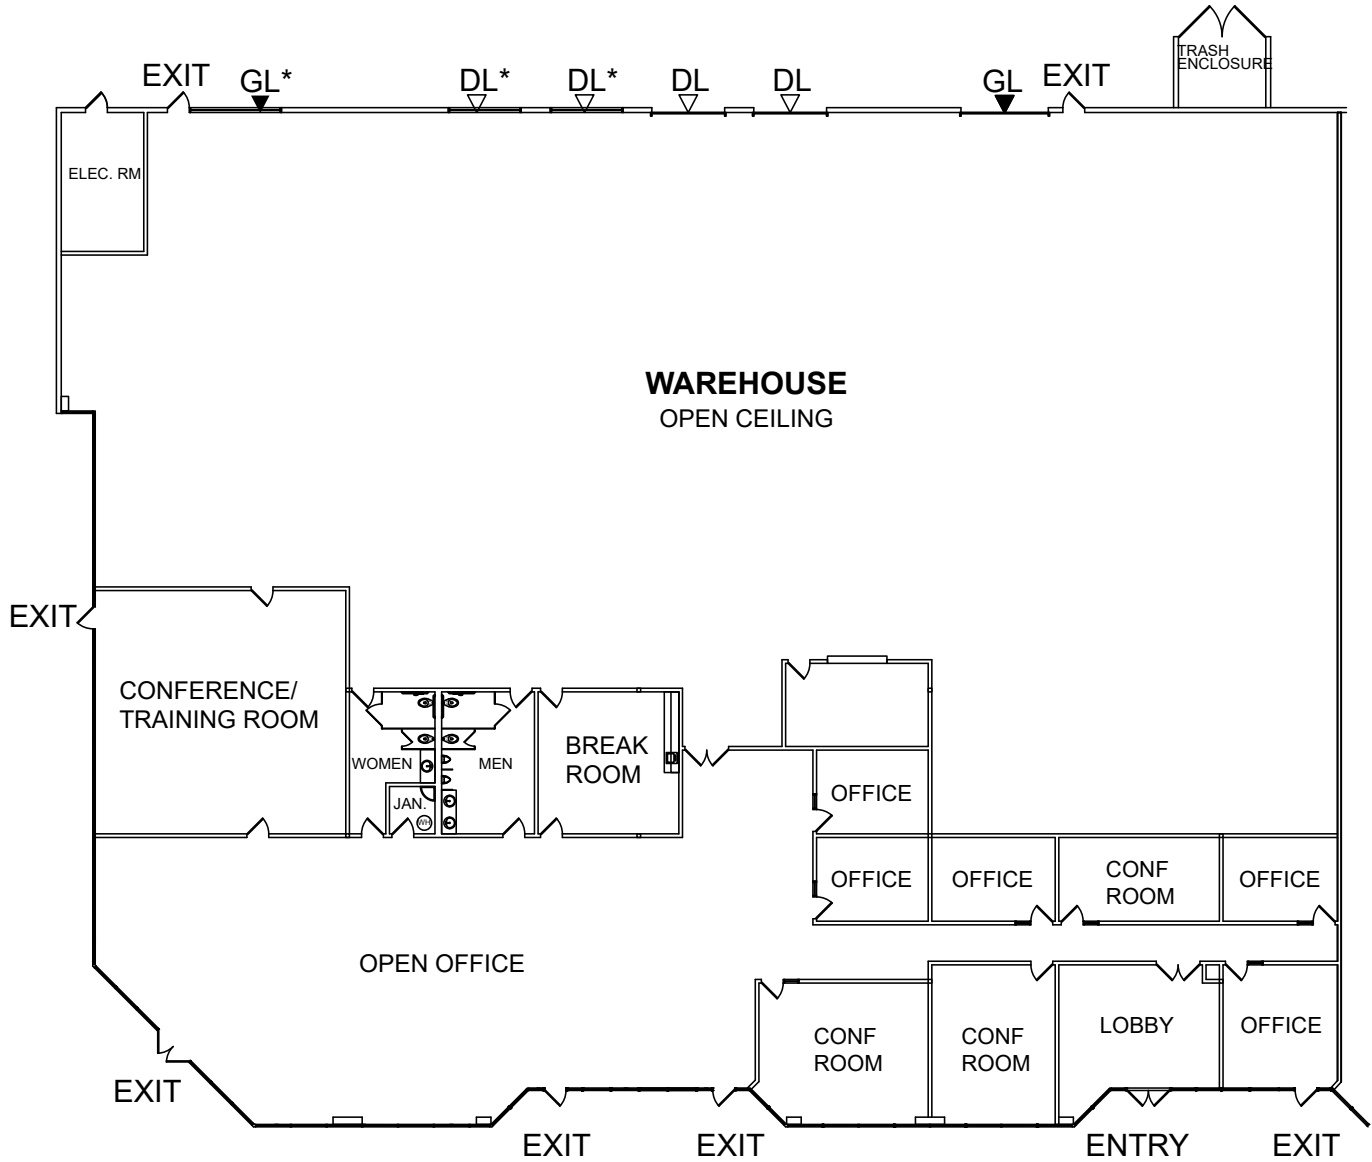 TRASH
ENCLOSURE
EXIT
GL*
DL*
DL*
DL
DL
GL
EXIT
ELEC. RM
WAREHOUSE
OPEN CEILING
EXIT
CONFERENCE/
TRAINING ROOM
WOMEN
MEN
BREAK
ROOM
JAN.
WH
OFFICE
OFFICE
OFFICE
CONF
ROOM
OFFICE
OPEN OFFICE
CONF
ROOM
CONF
ROOM
LOBBY
OFFICE
EXIT
EXIT
EXIT
ENTRY
EXIT